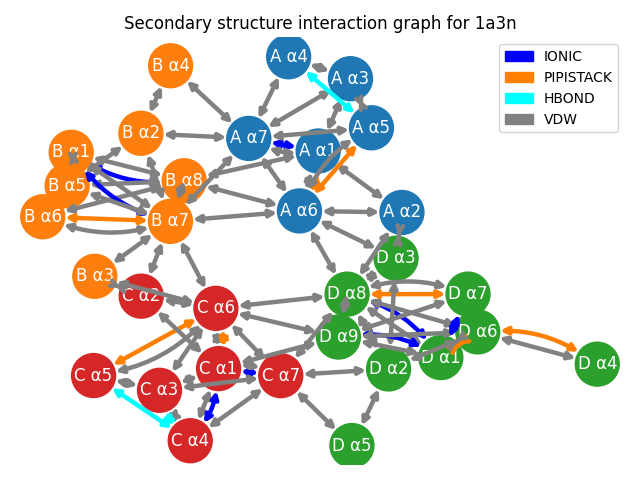 Secondary structure interaction graph for 1a3n
IONIC
PIPISTACK
HBOND
VDW
A α4
B α4
A α3
A α5
B α2
A α7
A α1
B α1
B α8
B α5
A α6
A α2
B α6
B α7
D α3
B α3
C α2
D α8
D α7
C α6
D α9
D α6
D α1
D α4
C α1
D α2
C α5
C α7
C α3
C α4
D α5